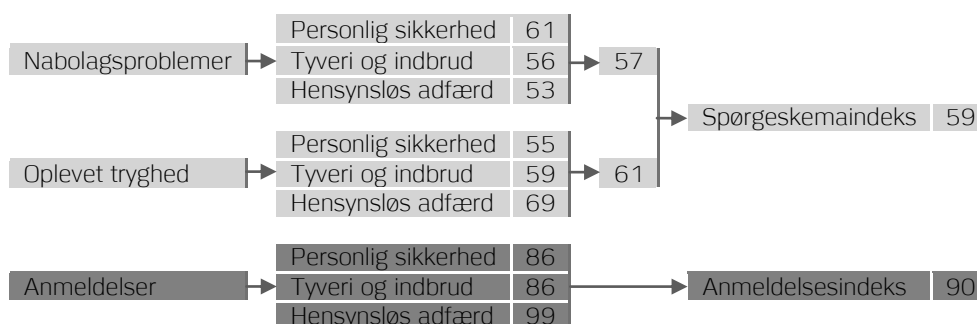 Personlig sikkerhed 61
Nabolagsproblemer Tyveri og indbrud 56 57
Hensynsløs adfærd 53
Spørgeskemaindeks 59
Personlig sikkerhed 55
Oplevet tryghed Tyveri og indbrud 59 61
Hensynsløs adfærd 69
Personlig sikkerhed 86
Anmeldelser Tyveri og indbrud 86 Anmeldelsesindeks 90
Hensynsløs adfærd 99